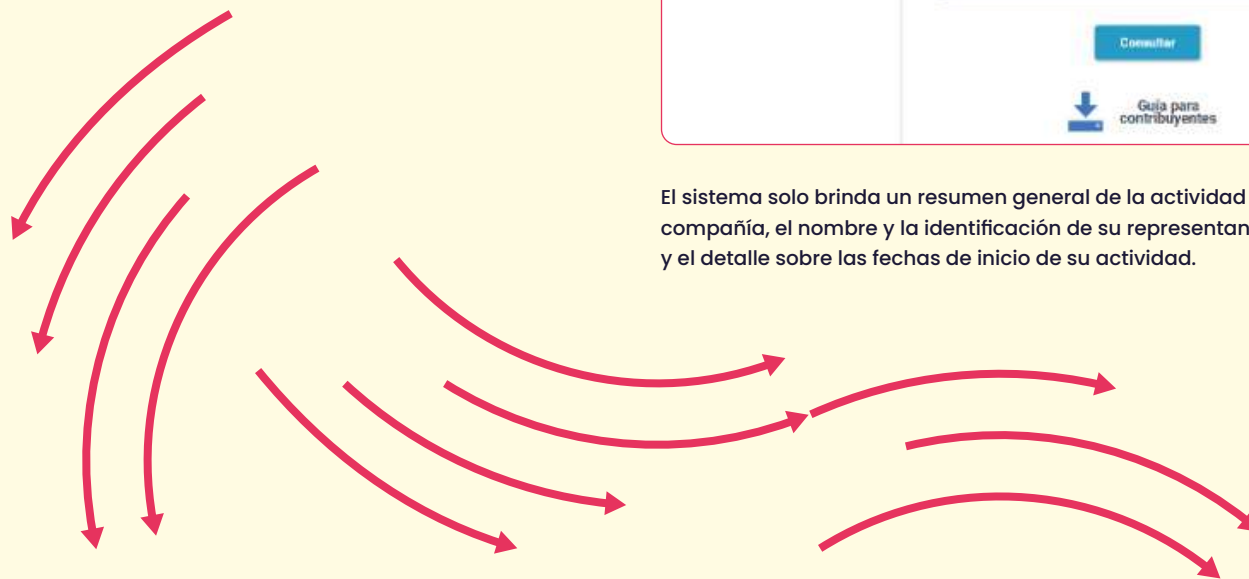 Consultar
Guía para
contribuyentes
El sistema solo brinda un resumen general de la actividad
compañía, el nombre y la identificación de su representan
y el detalle sobre las fechas de inicio de su actividad.